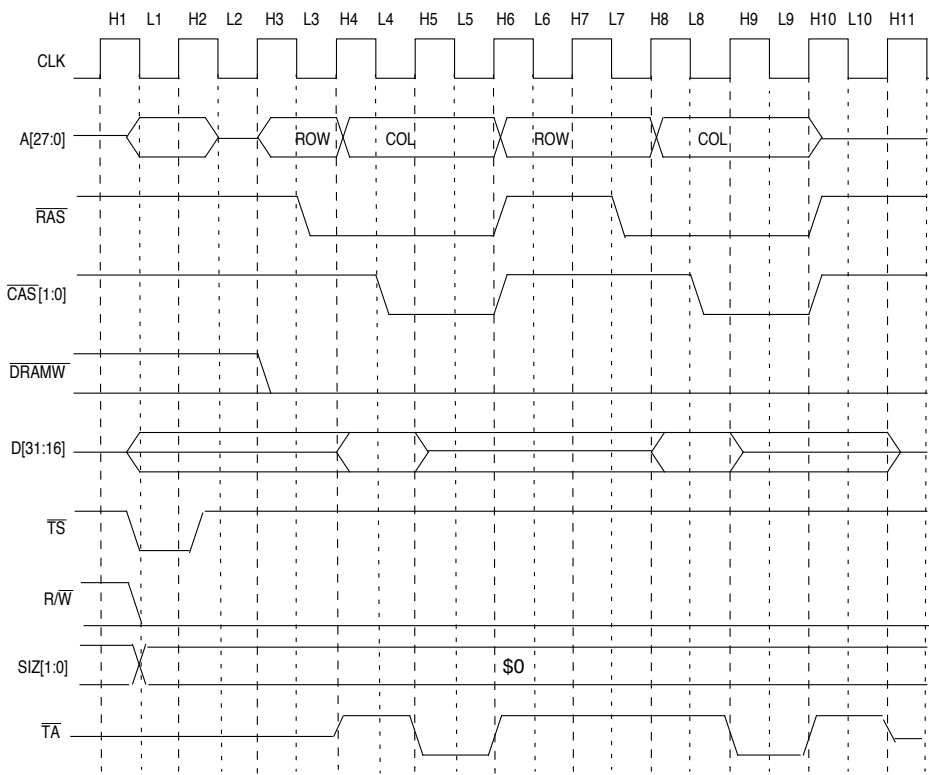 H1 L1 H2 L2 H3 L3 H4 L4 H5 L5 H6 L6 H7 L7 H8 L8 H9 L9 H10 L10 H11
CLK
A[27:0] ROW COL ROW COL
RAS
CAS[1:0]
DRAMW
D[31:16]
TS
R/W
SIZ[1:0] $0
TA